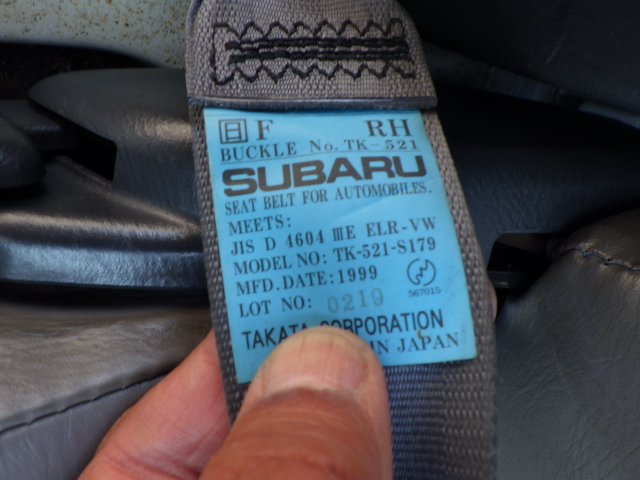 日 F RH
BUCKLE No. TK-521
SUBARU
SEAT BELT FOR AUTOMOBILES.
MEETS:
JIS D 4604 ⅢE ELR-VW
MODEL NO: TK-521-S179
MFD. DATE: 1999
567015
LOT NO: 0219
TAKATA CORPORATION
IN JAPAN